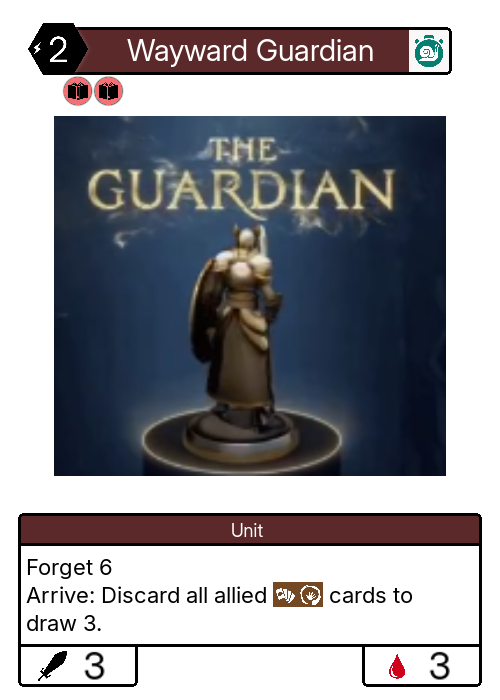 2
Wayward Guardian
THE
GUARDIAN
Unit
Forget 6
Arrive: Discard all allied cards to
draw 3.
3
3